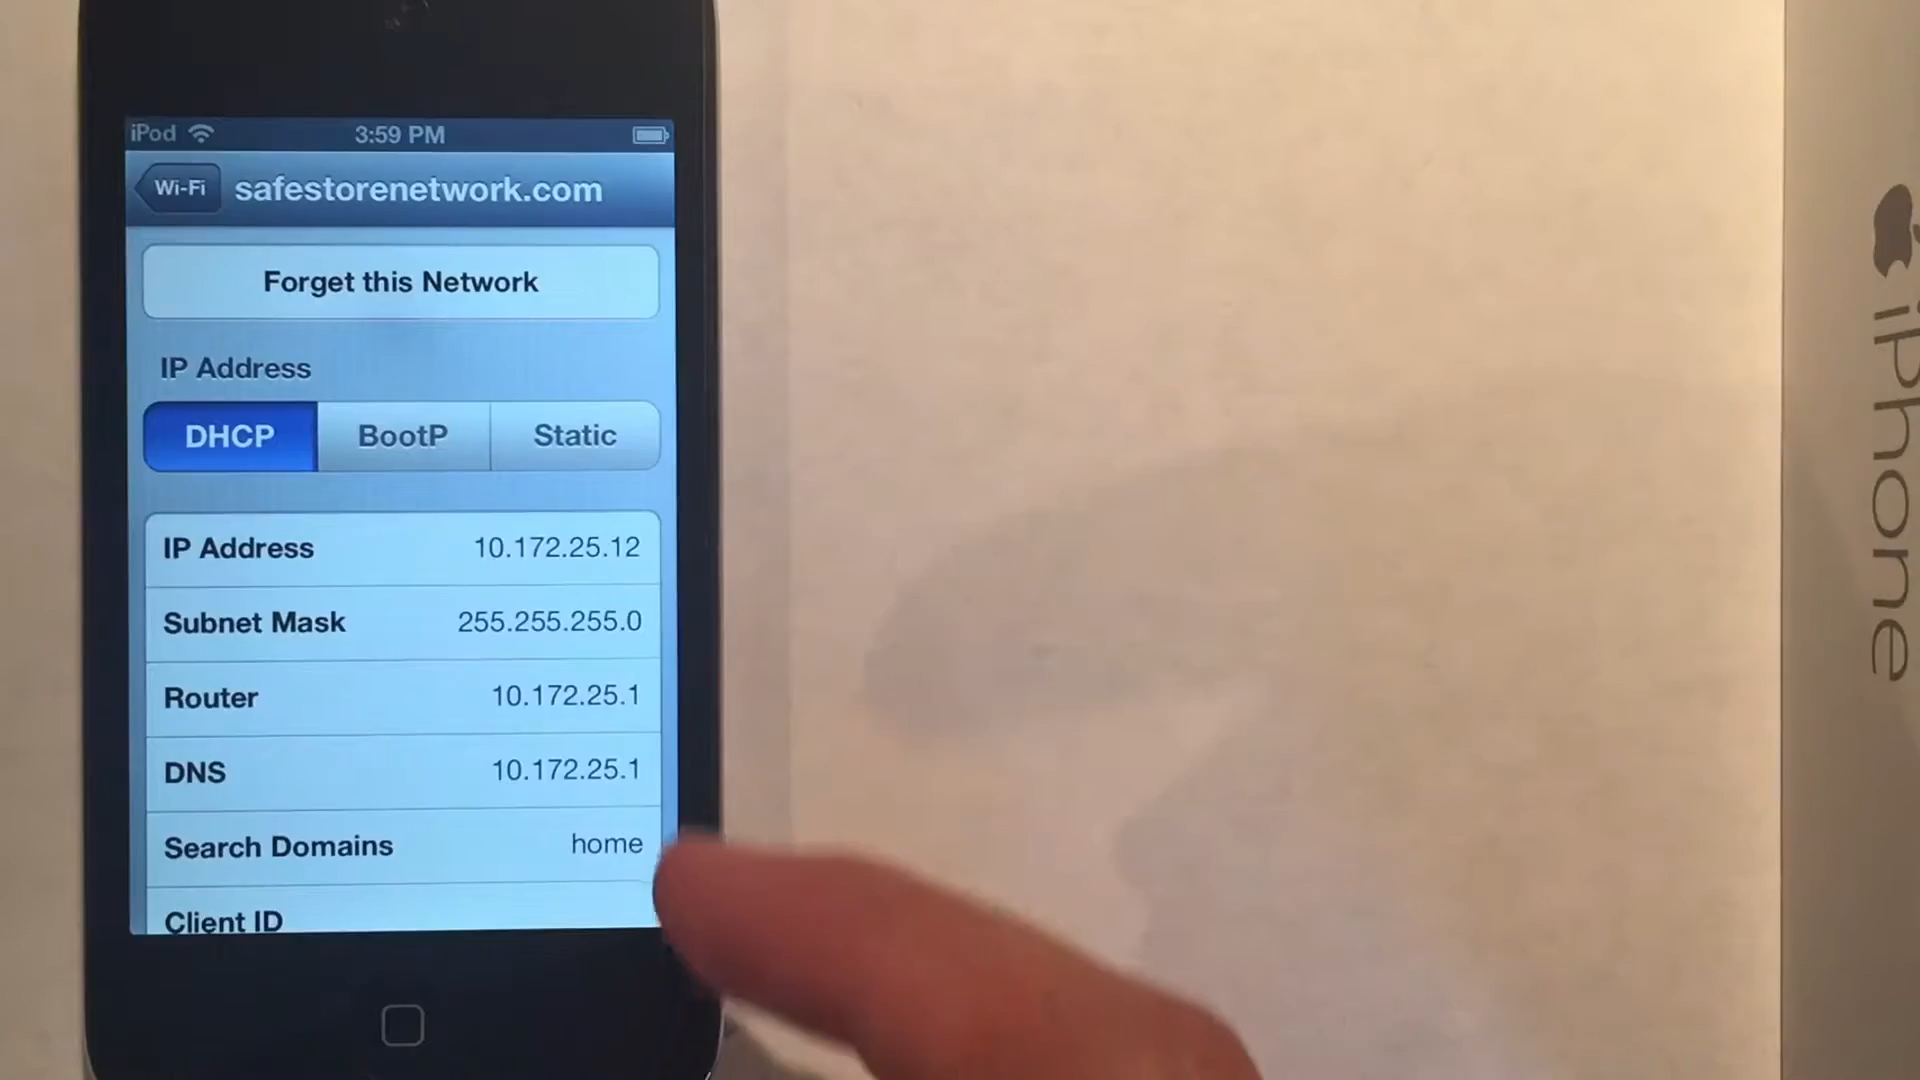 iPod 3:59 PM
Wi-Fi safestorenetwork.com
Forget this Network
IP Address
DHCP BootP Static
IP Address 10.172.25.12
Subnet Mask 255.255.255.0
Router 10.172.25.1
DNS 10.172.25.1
Search Domains home
Client ID
iPhone